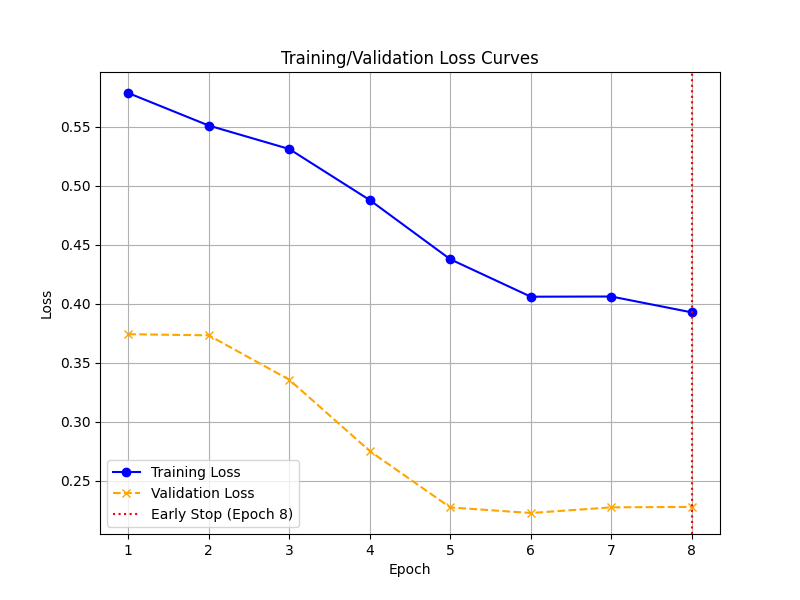 Training/Validation Loss Curves
Loss
0.55
0.50
0.45
0.40
0.35
0.30
0.25
Training Loss
Validation Loss
Early Stop (Epoch 8)
1 2 3 4 5 6 7 8
Epoch